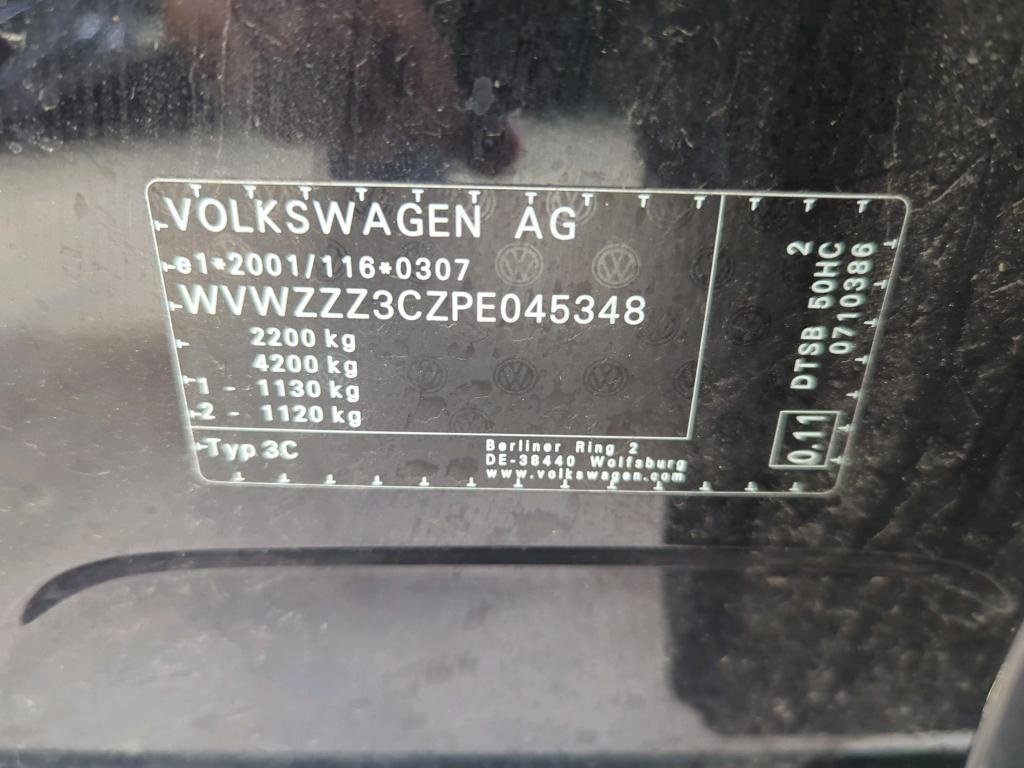 VOLKSWAGEN AG
e1*2001/116*0307
WVWZZZ3CZPE045348
2200 kg
4200 kg
1 - 1130 kg
2 - 1120 kg
Typ 3C
Berliner Ring 2
DE-38440 Wolfsburg
www.volkswagen.com
0.11
DTSB 50HC 2
0710386